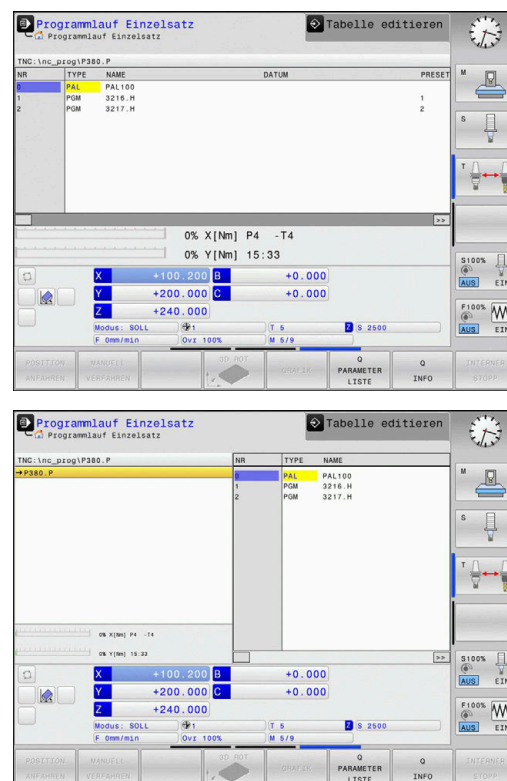 Programmlauf Einzelsatz
Programmlauf Einzelsatz
Tabelle editieren
TNC:\nc_prog\P380.P
NR TYPE NAME DATUM PRESET
0 PAL PAL100
1 PGM 3216.H 1
2 PGM 3217.H 2
>>
0% X[Nm] P4 -T4
0% Y[Nm] 15:33
X +100.200 B +0.000
Y +200.000 C +0.000
Z +240.000
Modus: SOLL 1 T 5 Z S 2500
F 0mm/min Ovr 100% M 5/9
POSITION ANFAHREN
MANUELL VERFAHREN
3D ROT
GRAFIK
Q PARAMETER LISTE
Q INFO
INTERNER STOPP
M
S
T
S100%
AUS EIN
F100%
AUS EIN
Programmlauf Einzelsatz
Programmlauf Einzelsatz
Tabelle editieren
TNC:\nc_prog\P380.P
P380.P
NR TYPE NAME
0 PAL PAL100
1 PGM 3216.H
2 PGM 3217.H
0% X[Nm] P4 -T4
0% Y[Nm] 15:33
>>
X +100.200 B +0.000
Y +200.000 C +0.000
Z +240.000
Modus: SOLL 1 T 5 Z S 2500
F 0mm/min Ovr 100% M 5/9
POSITION ANFAHREN
MANUELL VERFAHREN
3D ROT
GRAFIK
Q PARAMETER LISTE
Q INFO
INTERNER STOPP
M
S
T
S100%
AUS EIN
F100%
AUS EIN